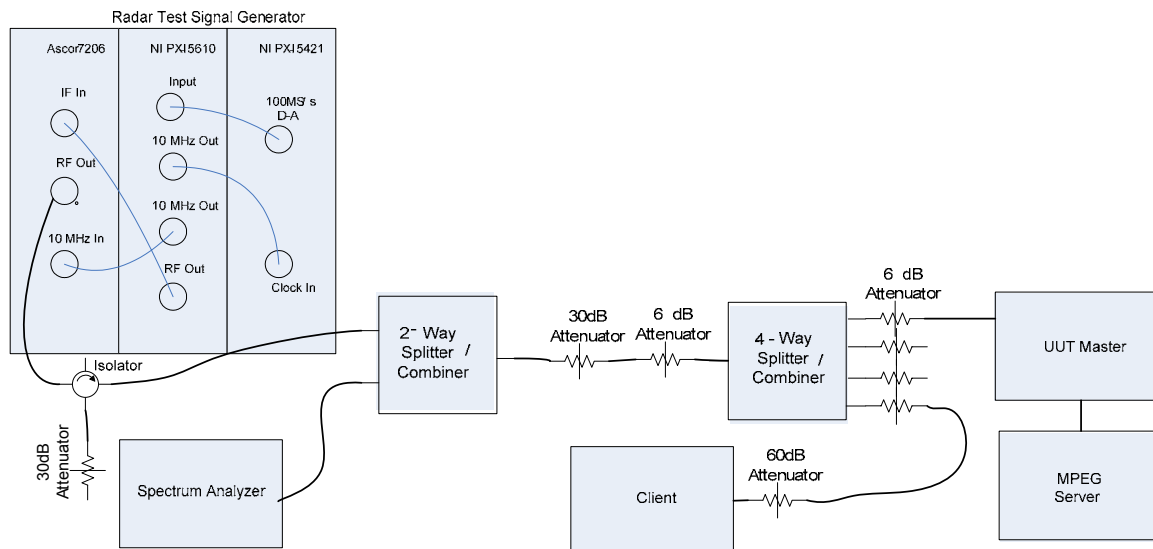 Radar Test Signal Generator
Ascor7206
NI PXI5610
NI PXI5421
IF In
Input
100MS/ s
D-A
RF Out
10 MHz Out
10 MHz Out
10 MHz In
RF Out
Clock In
Isolator
30dB
Attenuator
Spectrum Analyzer
2- Way
Splitter /
Combiner
30dB
Attenuator
6 dB
Attenuator
4 - Way
Splitter /
Combiner
6 dB
Attenuator
UUT Master
MPEG
Server
60dB
Attenuator
Client